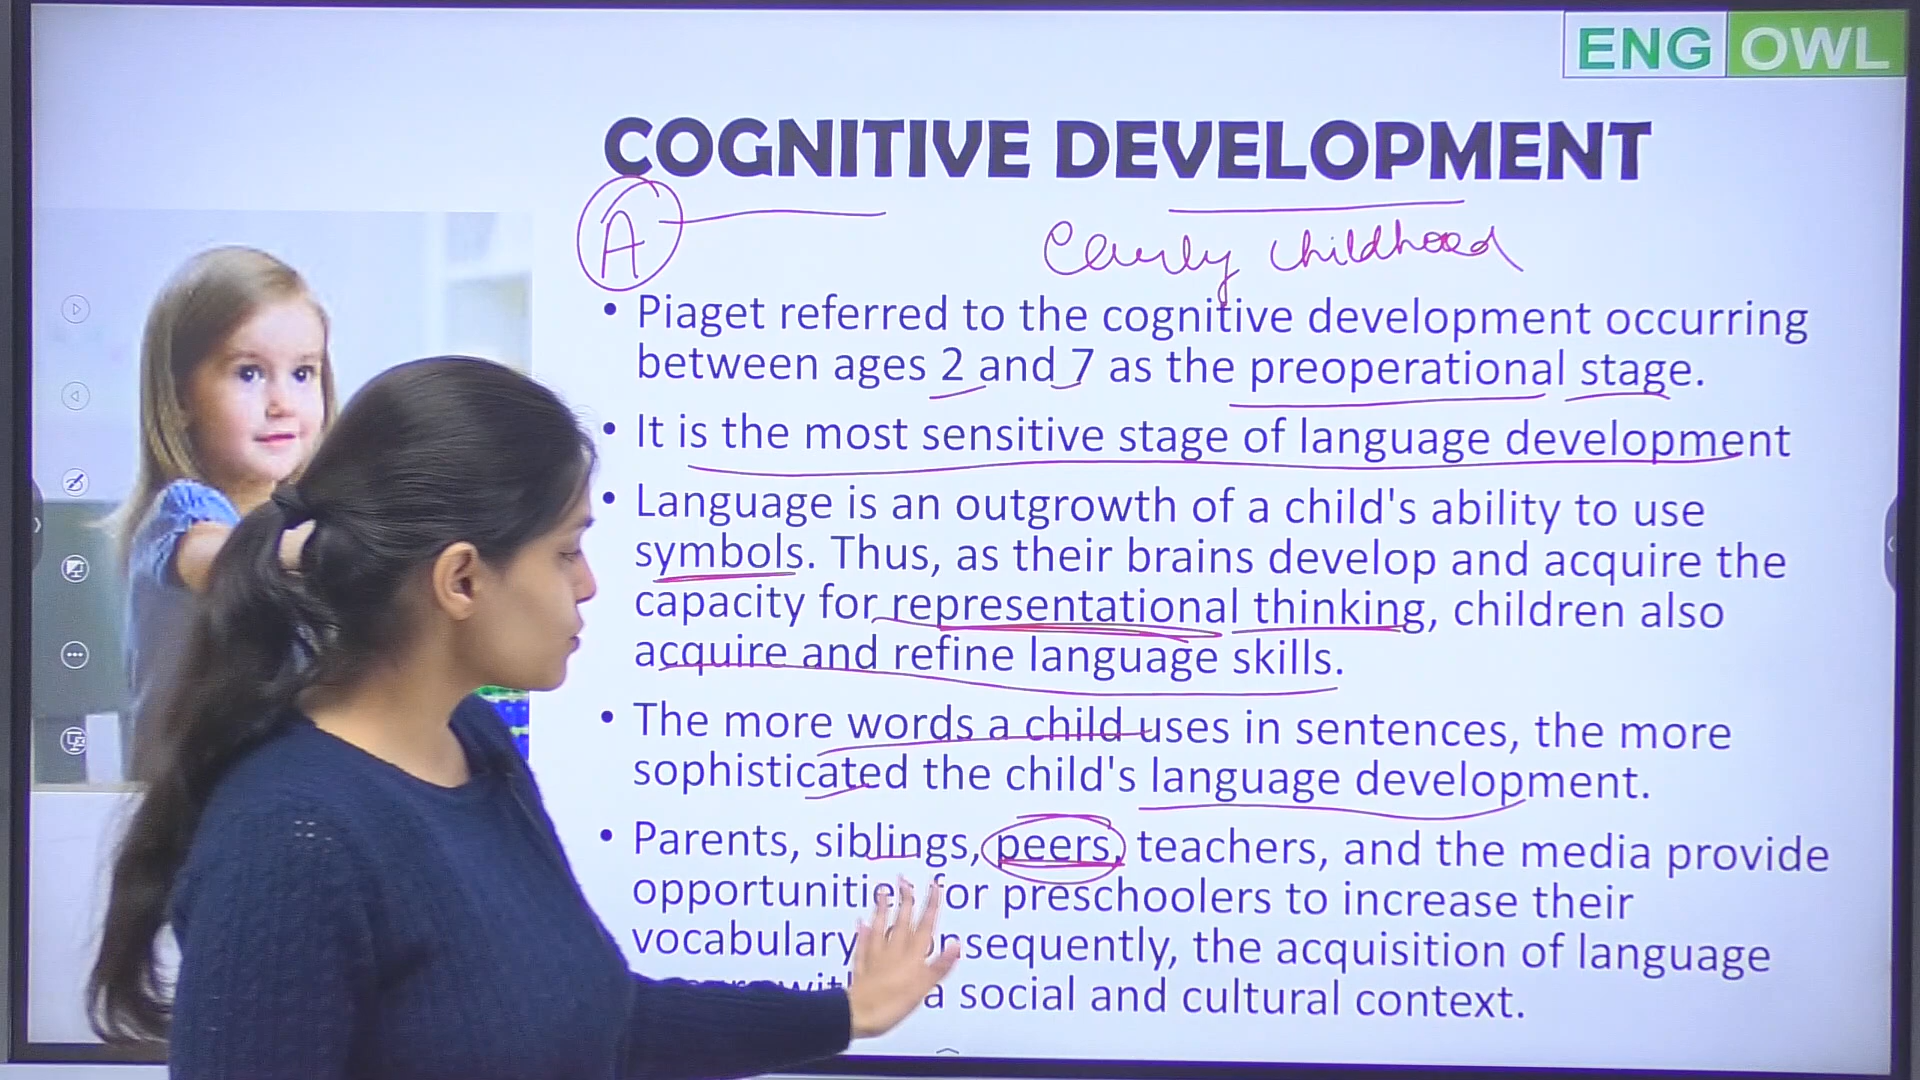 ENG OWL
COGNITIVE DEVELOPMENT
A
Early childhood
• Piaget referred to the cognitive development occurring
between ages 2 and 7 as the preoperational stage.
• It is the most sensitive stage of language development
• Language is an outgrowth of a child's ability to use
symbols. Thus, as their brains develop and acquire the
capacity for representational thinking, children also
acquire and refine language skills.
• The more words a child uses in sentences, the more
sophisticated the child's language development.
• Parents, siblings, peers, teachers, and the media provide
opportunities for preschoolers to increase their
vocabulary the acquisition of language
a social and cultural context.